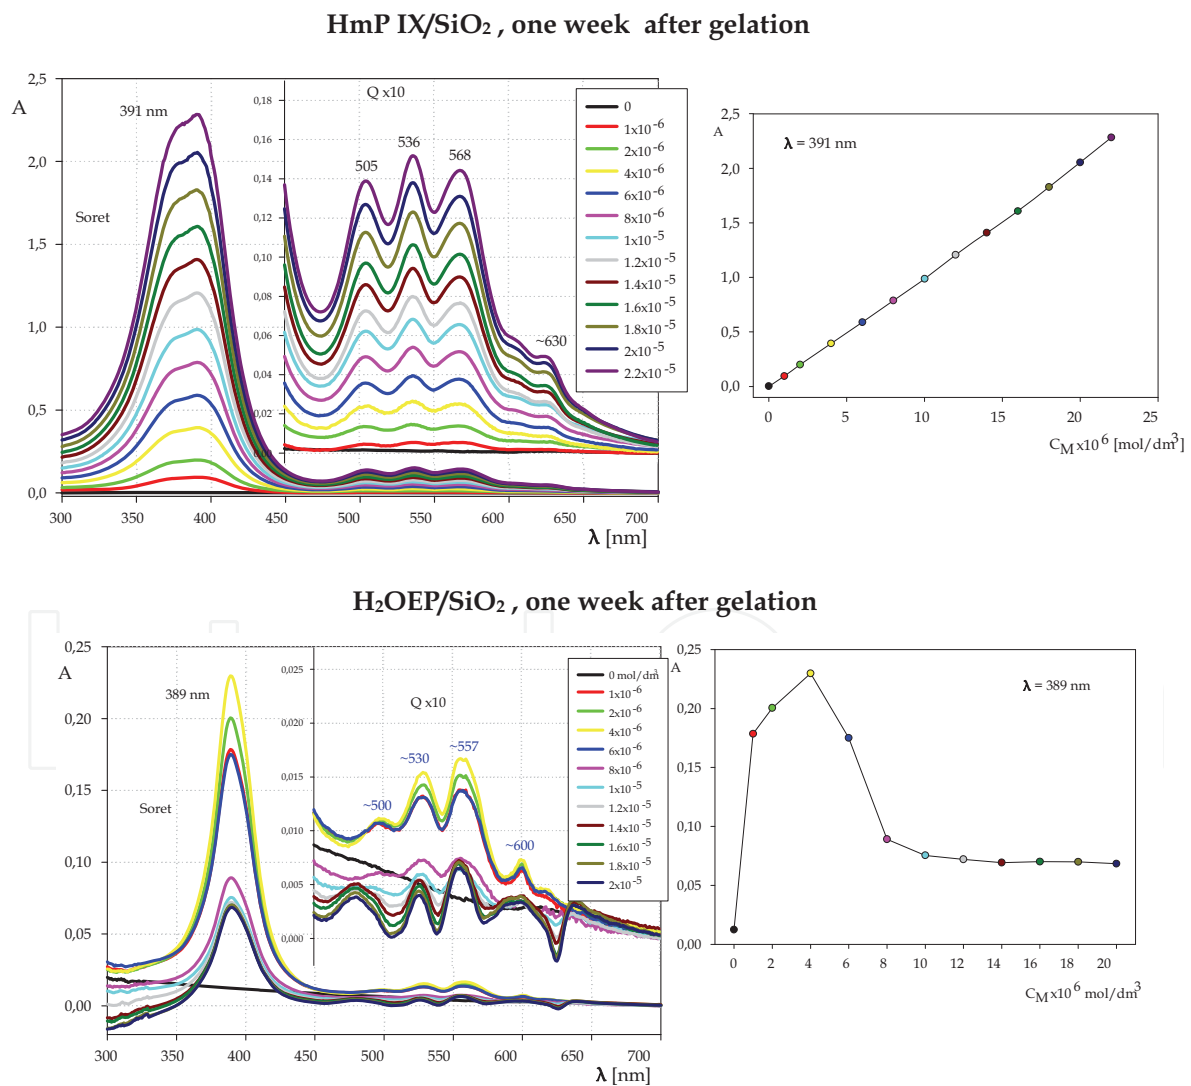 HmP IX/SiO₂ , one week after gelation
2,5
A
391 nm
2,0
Soret
1,5
1,0
0,5
0,0
300
350
400
450
500
550
600
650
700
λ [nm]
Q x10
0,18
0,16
0,14
0,12
0,10
0,08
0,06
0,04
0,02
0,00
505
536
568
~630
0
1x10⁻⁶
2x10⁻⁶
4x10⁻⁶
6x10⁻⁶
8x10⁻⁶
1x10⁻⁵
1.2x10⁻⁵
1.4x10⁻⁵
1.6x10⁻⁵
1.8x10⁻⁵
2x10⁻⁵
2.2x10⁻⁵
2,5
A
λ = 391 nm
2,0
1,5
1,0
0,5
0,0
0
5
10
15
20
25
C_M x10⁶ [mol/dm³]
H₂OEP/SiO₂ , one week after gelation
0,25
A
389 nm
0,20
0,15
Soret
0,10
0,05
0,00
300
350
400
450
500
550
600
650
700
λ [nm]
0,025
0,020
0,015
0,010
0,005
0,000
Q x10
~500
~530
~557
~600
0 mol/dm³
1x10⁻⁶
2x10⁻⁶
4x10⁻⁶
6x10⁻⁶
8x10⁻⁶
1x10⁻⁵
1.2x10⁻⁵
1.4x10⁻⁵
1.6x10⁻⁵
1.8x10⁻⁵
2x10⁻⁵
0,25
A
λ = 389 nm
0,20
0,15
0,10
0,05
0,00
0
2
4
6
8
10
12
14
16
18
20
C_M x10⁶ mol/dm³